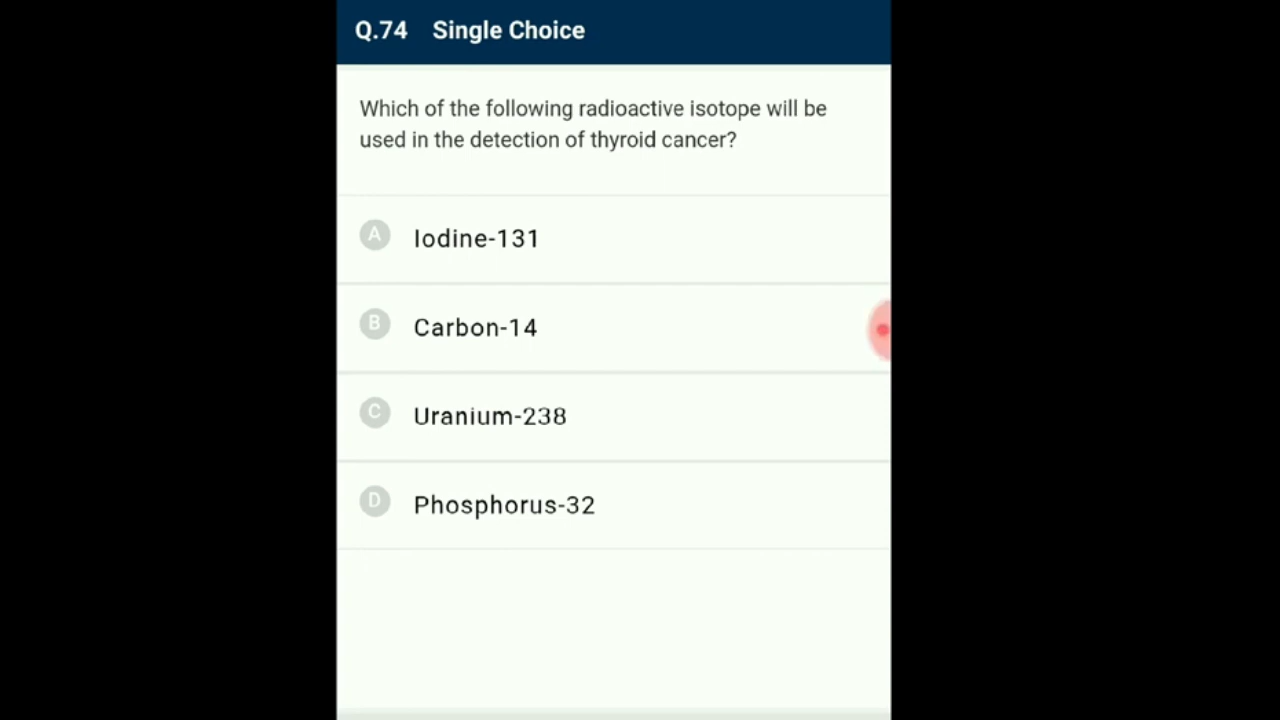 Q.74 Single Choice
Which of the following radioactive isotope will be
used in the detection of thyroid cancer?
A Iodine-131
B Carbon-14
C Uranium-238
D Phosphorus-32